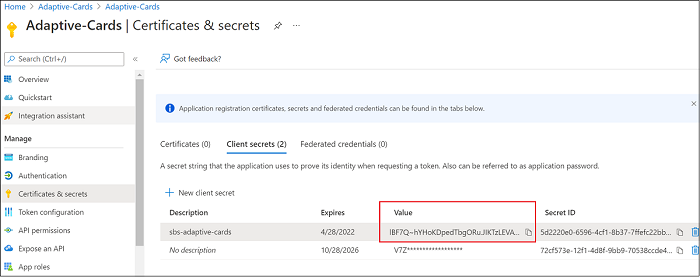 Home > Adaptive-Cards > Adaptive-Cards
Adaptive-Cards | Certificates & secrets
Search (Ctrl+/)
Got feedback?
Overview
Quickstart
Integration assistant
Manage
Branding
Authentication
Certificates & secrets
Token configuration
API permissions
Expose an API
App roles
Application registration certificates, secrets and federated credentials can be found in the tabs below.
Certificates (0) Client secrets (2) Federated credentials (0)
A secret string that the application uses to prove its identity when requesting a token. Also can be referred to as application password.
New client secret
Description Expires Value Secret ID
sbs-adaptive-cards 4/28/2022 lBF7Q~hYHoKDpedTbgORu.JIKTzLEVA... 5d2220e0-6596-4cf1-8b37-7ffefc22bb...
No description 10/28/2026 V7Z****************** 72cf573e-12f1-4d8f-9bb9-70538ccde4...